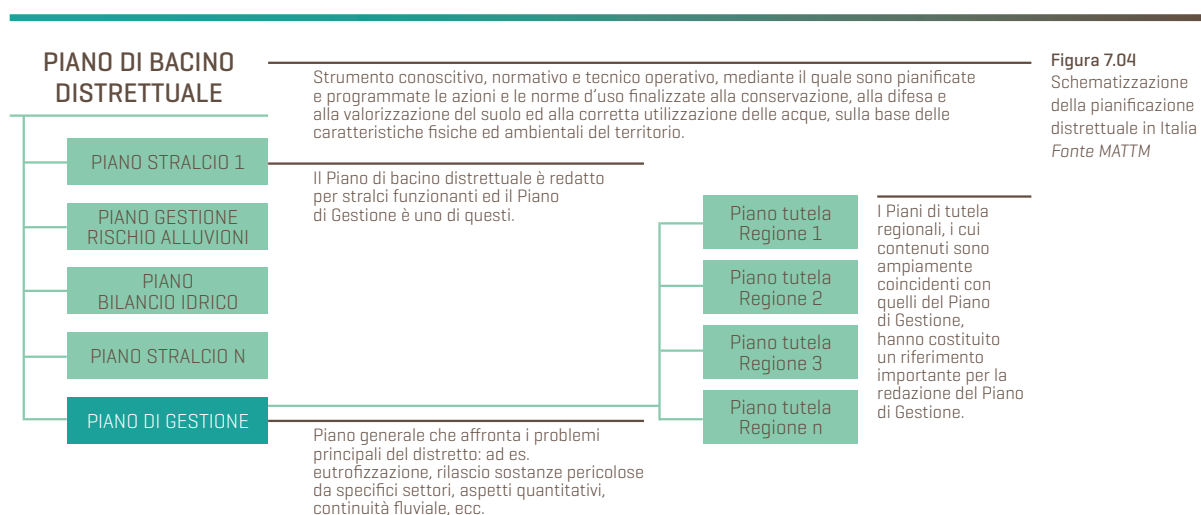 PIANO DI BACINO
DISTRETTUALE
Strumento conoscitivo, normativo e tecnico operativo, mediante il quale sono pianificate
e programmate le azioni e le norme d'uso finalizzate alla conservazione, alla difesa e
alla valorizzazione del suolo ed alla corretta utilizzazione delle acque, sulla base delle
caratteristiche fisiche ed ambientali del territorio.
Figura 7.04
Schematizzazione
della pianificazione
distrettuale in Italia
Fonte MATTM
PIANO STRALCIO 1
Il Piano di bacino distrettuale è redatto
per stralci funzionanti ed il Piano
di Gestione è uno di questi.
PIANO GESTIONE
RISCHIO ALLUVIONI
PIANO
BILANCIO IDRICO
PIANO STRALCIO N
PIANO DI GESTIONE
Piano generale che affronta i problemi
principali del distretto: ad es.
eutrofizzazione, rilascio sostanze pericolose
da specifici settori, aspetti quantitativi,
continuità fluviale, ecc.
Piano tutela
Regione 1
Piano tutela
Regione 2
Piano tutela
Regione 3
Piano tutela
Regione n
I Piani di tutela
regionali, i cui
contenuti sono
ampiamente
coincidenti con
quelli del Piano
di Gestione,
hanno costituito
un riferimento
importante per la
redazione del Piano
di Gestione.